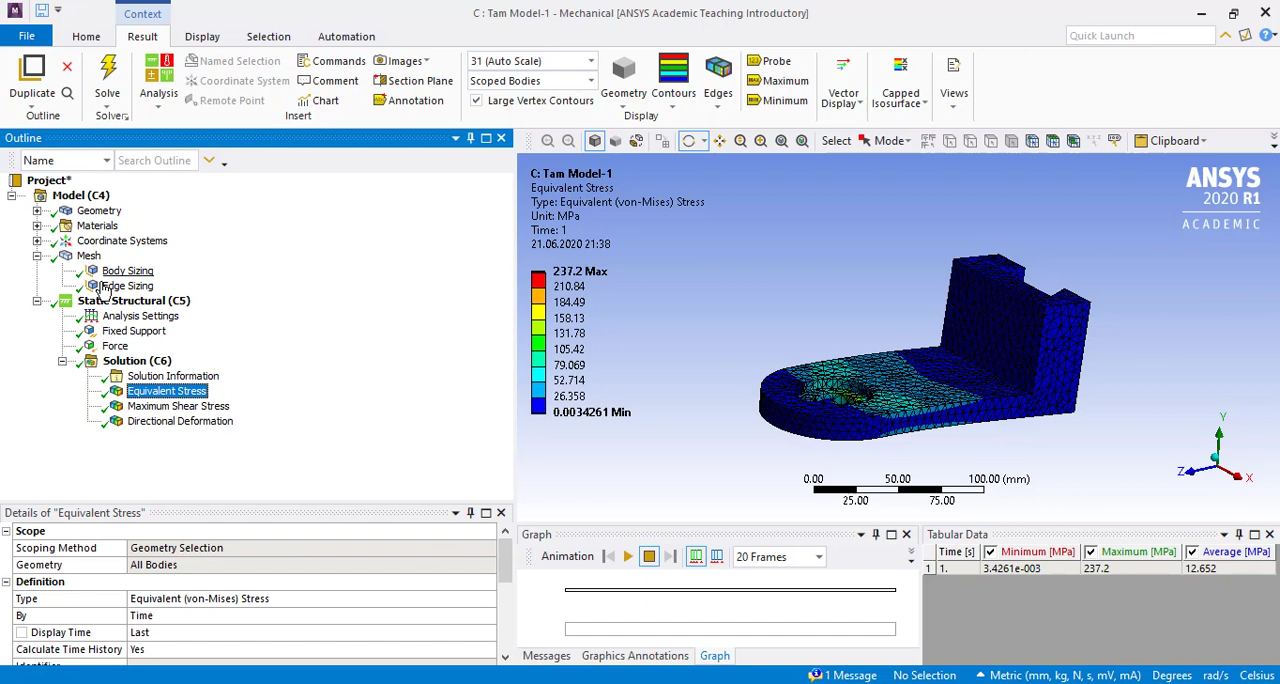 Context
C : Tam Model-1 - Mechanical [ANSYS Academic Teaching Introductory]
File Home Result Display Selection Automation
Quick Launch
Duplicate
Outline
Solve
Solver
Analysis
Named Selection
Coordinate System
Remote Point
Commands
Comment
Chart
Images
Section Plane
Annotation
Insert
31 (Auto Scale)
Scoped Bodies
Large Vertex Contours
Geometry
Contours
Edges
Probe
Maximum
Minimum
Display
Vector
Display
Capped
Isosurface
Views
Outline
Name
Search Outline
Project*
Model (C4)
Geometry
Materials
Coordinate Systems
Mesh
Body Sizing
Edge Sizing
Static Structural (C5)
Analysis Settings
Fixed Support
Force
Solution (C6)
Solution Information
Equivalent Stress
Maximum Shear Stress
Directional Deformation
Select
Mode
Clipboard
C: Tam Model-1
Equivalent Stress
Type: Equivalent (von-Mises) Stress
Unit: MPa
Time: 1
21.06.2020 21:38
237.2 Max
210.84
184.49
158.13
131.78
105.42
79.069
52.714
26.358
0.0034261 Min
ANSYS
2020 R1
ACADEMIC
0.00 50.00 100.00 (mm)
25.00 75.00
Y
Z
X
Details of "Equivalent Stress"
Scope
Scoping Method Geometry Selection
Geometry All Bodies
Definition
Type Equivalent (von-Mises) Stress
By Time
Display Time Last
Calculate Time History Yes
Graph
Animation
20 Frames
Messages Graphics Annotations Graph
Tabular Data
Time [s] Minimum [MPa] Maximum [MPa] Average [MPa]
1 1. 3.4261e-003 237.2 12.652
1 Message No Selection Metric (mm, kg, N, s, mV, mA) Degrees rad/s Celsius